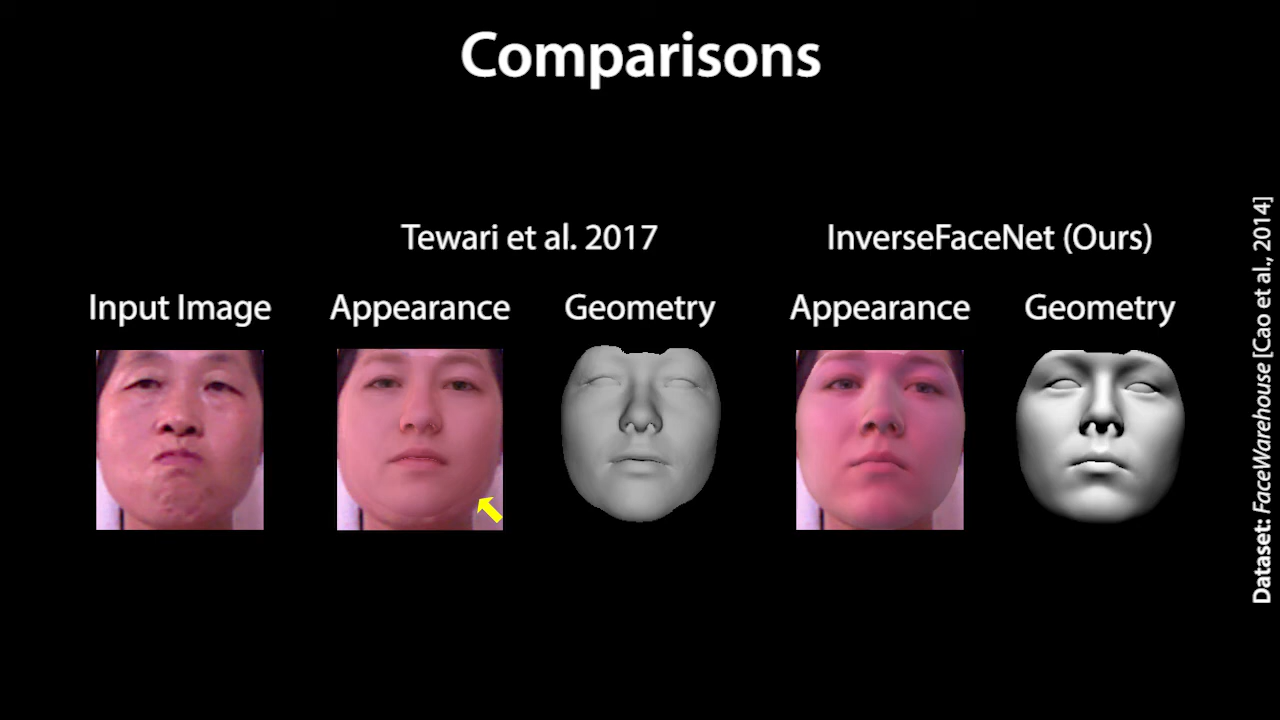 Comparisons
Tewari et al. 2017
InverseFaceNet (Ours)
Input Image
Appearance
Geometry
Appearance
Geometry
Dataset: FaceWarehouse [Cao et al., 2014]